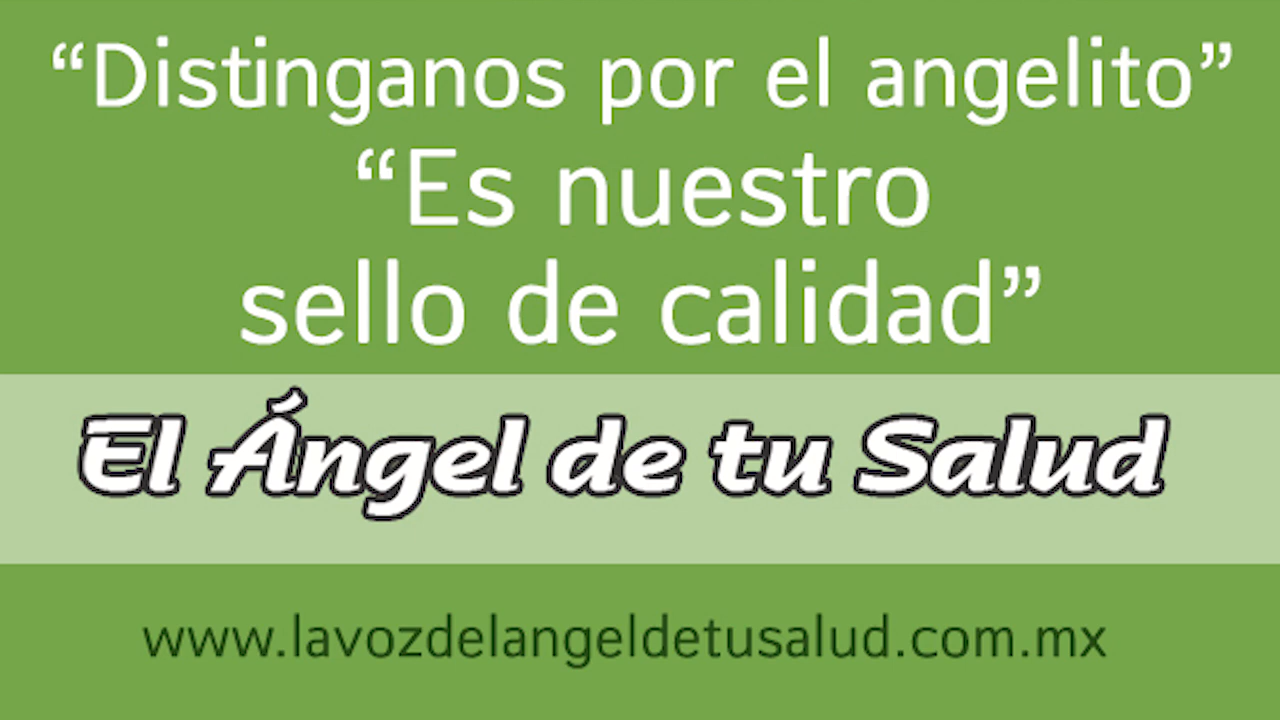 “Distinganos por el angelito”
“Es nuestro
sello de calidad”
El Ángel de tu Salud
www.lavozdelangeldetusalud.com.mx